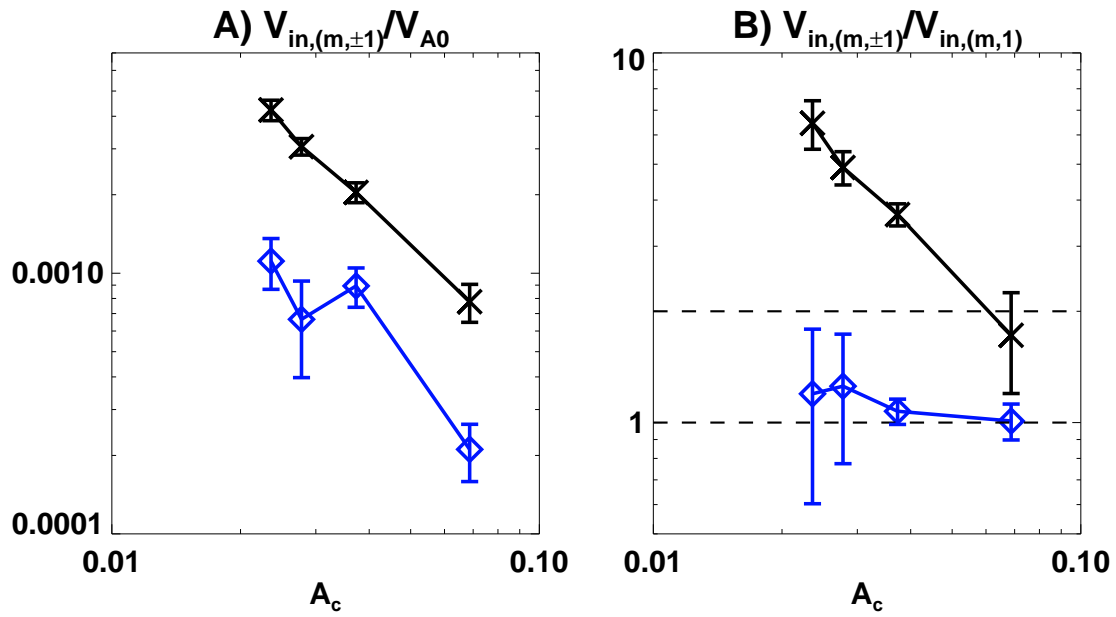 A) V_in,(m,±1)/V_A0
0.0010
0.0001
0.01
0.10
A_c
B) V_in,(m,±1)/V_in,(m,1)
10
1
0.01
0.10
A_c